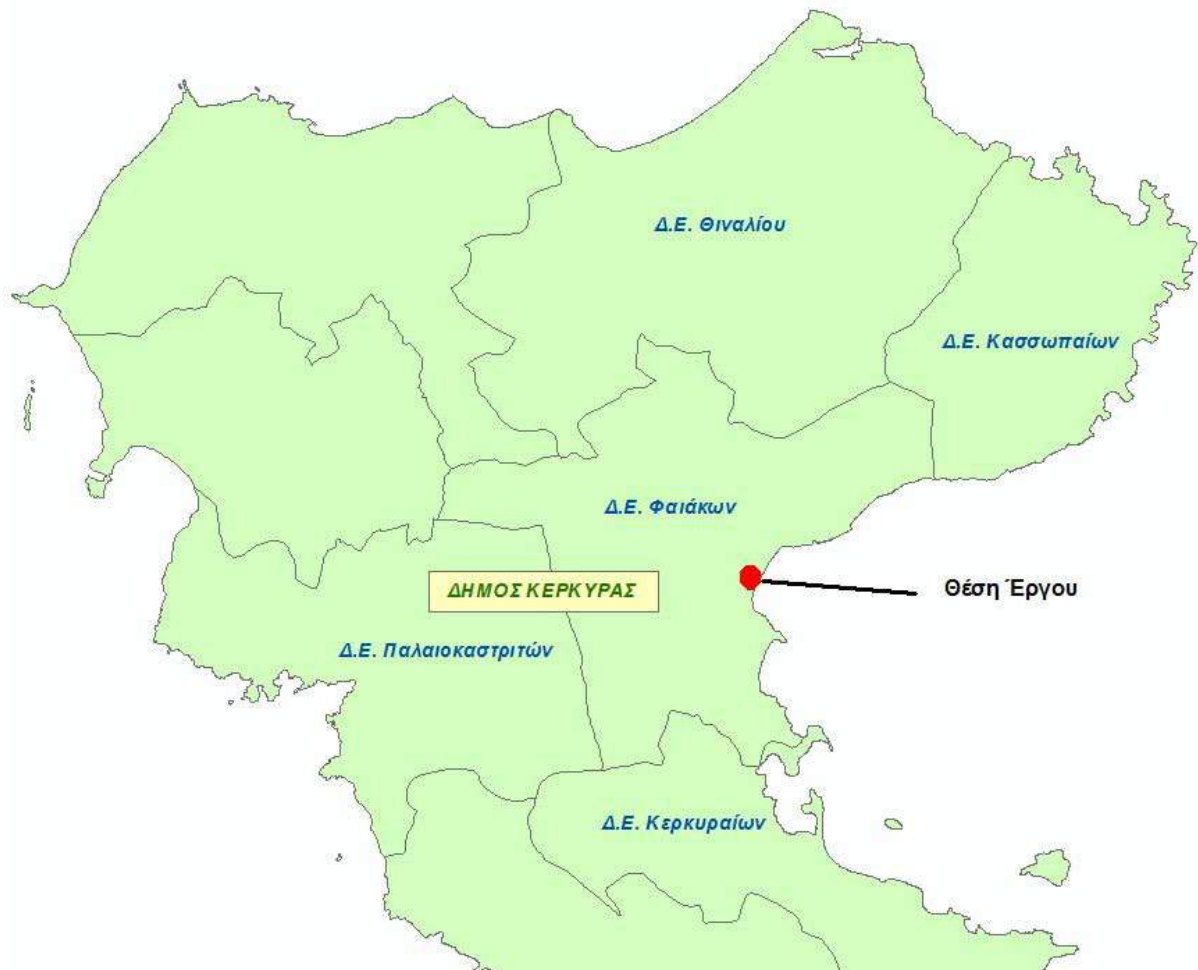 Δ.Ε. Θιναλίου
Δ.Ε. Κασσωπαίων
Δ.Ε. Φαιάκων
ΔΗΜΟΣ ΚΕΡΚΥΡΑΣ
Θέση Έργου
Δ.Ε. Παλαιοκαστριτών
Δ.Ε. Κερκυραίων